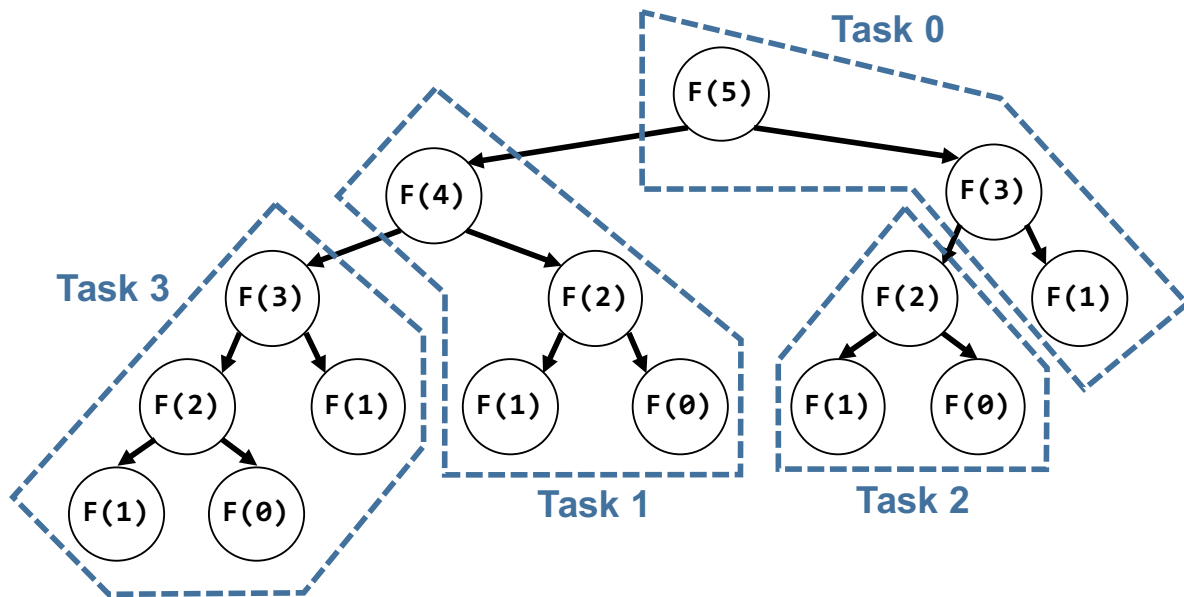 Task 0
F(5)
F(4)
F(3)
Task 3
F(3)
F(2)
F(2)
F(1)
F(2)
F(1)
F(1)
F(0)
F(1)
F(0)
F(1)
F(0)
Task 1
Task 2